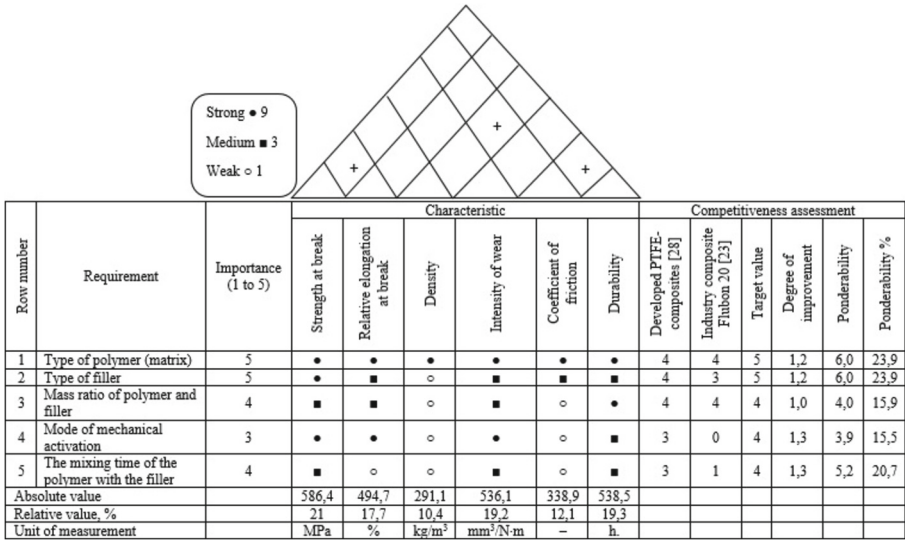 Strong ● 9
Medium ■ 3
Weak ○ 1
+
+
+
Row number
Requirement
Importance
(1 to 5)
Characteristic
Competitiveness assessment
Strength at break
Relative elongation
at break
Density
Intensity of wear
Coefficient of
friction
Durability
Developed PTFE-
composites [28]
Industry composite
Flubon 20 [23]
Target value
Degree of
improvement
Ponderability
Ponderability %
1 Type of polymer (matrix) 5 ● ● ● ● ● ● 4 4 5 1,2 6,0 23,9
2 Type of filler 5 ● ■ ○ ■ ■ ■ 4 3 5 1,2 6,0 23,9
3 Mass ratio of polymer and
filler 4 ■ ■ ○ ■ ○ ● 4 4 4 1,0 4,0 15,9
4 Mode of mechanical
activation 3 ● ● ○ ● ○ ■ 3 0 4 1,3 3,9 15,5
5 The mixing time of the
polymer with the filler 4 ■ ○ ○ ■ ○ ■ 3 1 4 1,3 5,2 20,7
Absolute value 586,4 494,7 291,1 536,1 338,9 538,5
Relative value, % 21 17,7 10,4 19,2 12,1 19,3
Unit of measurement MPa % kg/m³ mm³/N·m – h.